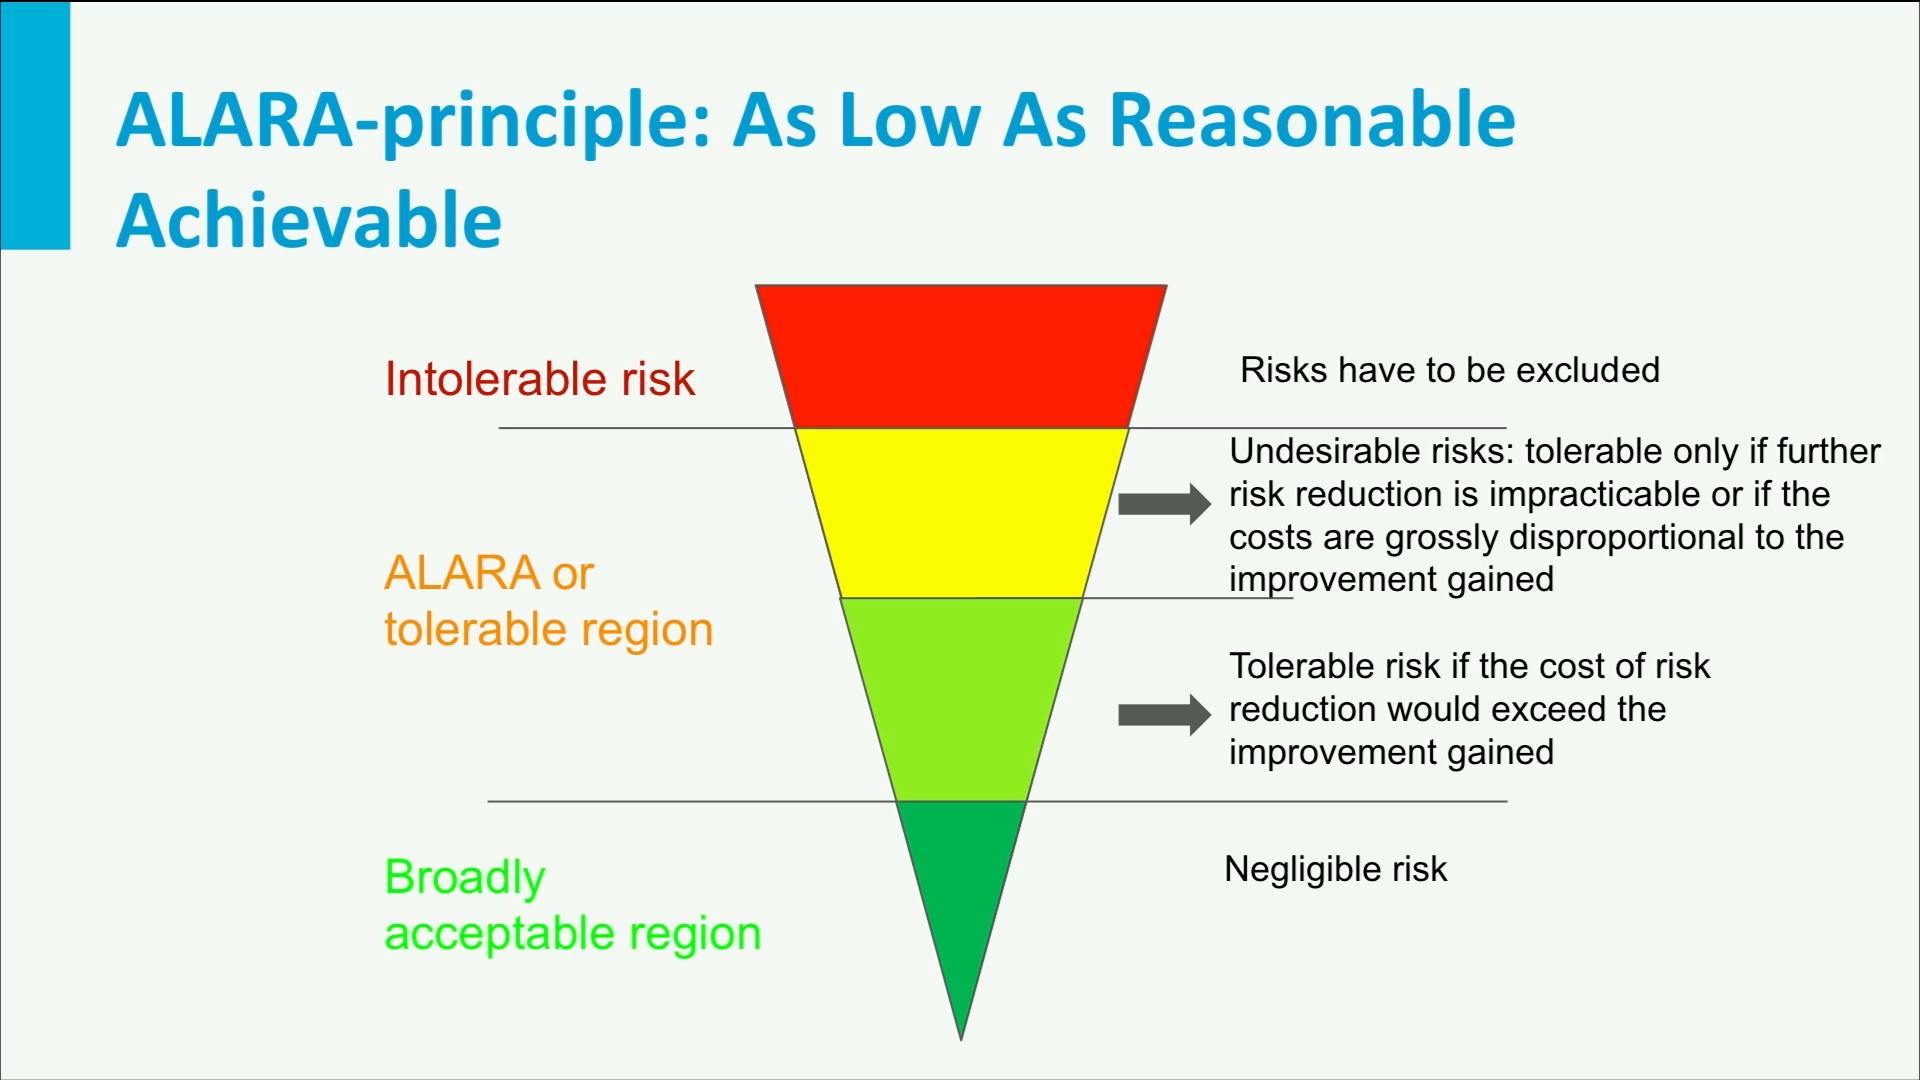 ALARA-principle: As Low As Reasonable
Achievable
Intolerable risk
Risks have to be excluded
Undesirable risks: tolerable only if further
risk reduction is impracticable or if the
costs are grossly disproportional to the
improvement gained
ALARA or
tolerable region
Tolerable risk if the cost of risk
reduction would exceed the
improvement gained
Broadly
acceptable region
Negligible risk